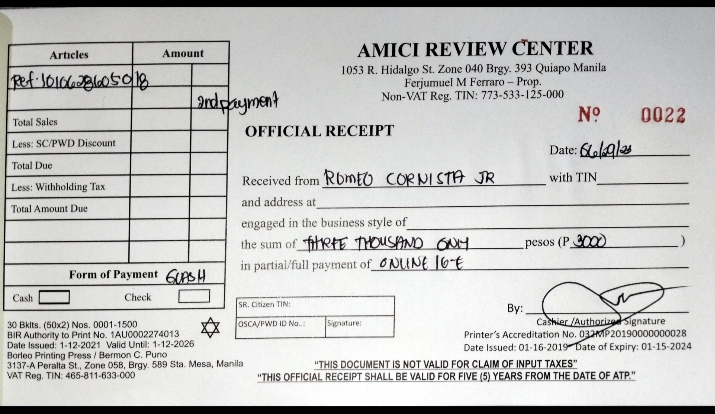 AMICI REVIEW CENTER
1053 R. Hidalgo St. Zone 040 Brgy. 393 Quiapo Manila
Ferjumuel M Ferraro – Prop.
Non-VAT Reg. TIN: 773-533-125-000
Nº 0022
OFFICIAL RECEIPT
Date:
Received from ROMEO CORNISTA JR with TIN
and address at
engaged in the business style of
the sum of THREE THOUSAND ONLY pesos (P 3000 )
in partial/full payment of ONLINE
By:
Cashier /Authorized Signature
Printer's Accreditation No. 032MP20190000000028
Date Issued: 01-16-2019 Date of Expiry: 01-15-2024
Articles Amount
2nd payment
Total Sales
Less: SC/PWD Discount
Total Due
Less: Withholding Tax
Total Amount Due
Form of Payment GCASH
Cash Check
SR. Citizen TIN:
OSCA/PWD ID No..: Signature:
30 Bklts. (50x2) Nos. 0001-1500
BIR Authority to Print No. 1AU0002274013
Date Issued: 1-12-2021 Valid Until: 1-12-2026
Borleo Printing Press / Bermon C. Puno
3137-A Peralta St., Zone 058, Brgy. 589 Sta. Mesa, Manila
VAT Reg. TIN: 465-811-633-000
"THIS DOCUMENT IS NOT VALID FOR CLAIM OF INPUT TAXES"
"THIS OFFICIAL RECEIPT SHALL BE VALID FOR FIVE (5) YEARS FROM THE DATE OF ATP."